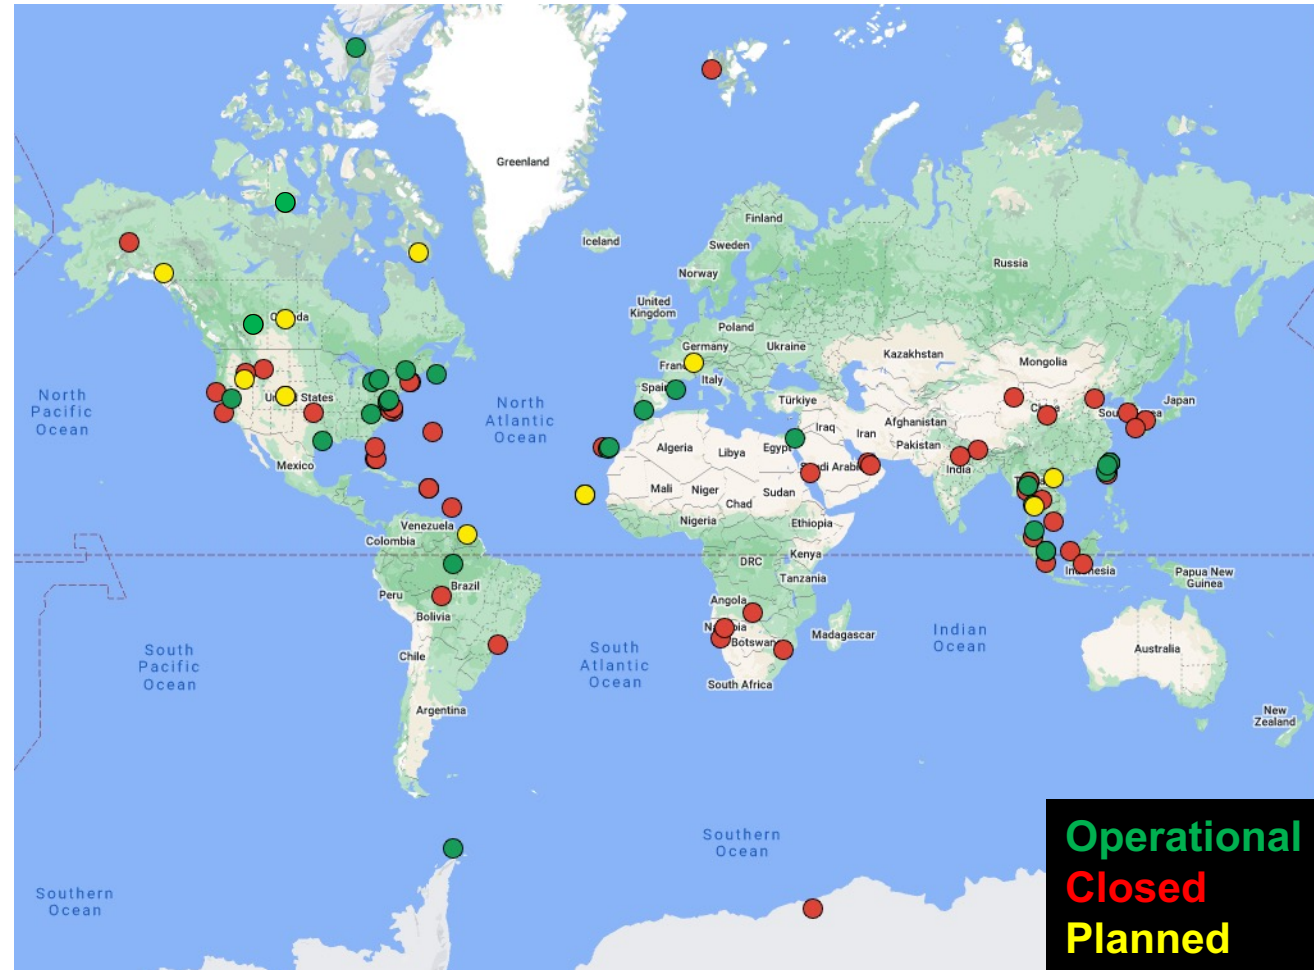 Greenland
Iceland
Finland
Sweden
Norway
Russia
United
Kingdom
Poland
Germany
Ukraine
Kazakhstan
Mongolia
Italy
Türkiye
Japan
North
Pacific
Ocean
North
Atlantic
Ocean
Iraq
Iran
Afghanistan
Pakistan
India
Algeria
Libya
Egypt
Mexico
Mali
Niger
Chad
Sudan
Nigeria
Ethiopia
Venezuela
Colombia
DRC
Kenya
Tanzania
Papua New
Guinea
Peru
Brazil
Bolivia
Angola
Madagascar
Indian
Ocean
Australia
South
Pacific
Ocean
South
Atlantic
Ocean
Chile
South Africa
Argentina
New
Zealand
Southern
Ocean
Southern
Ocean
Operational
Closed
Planned